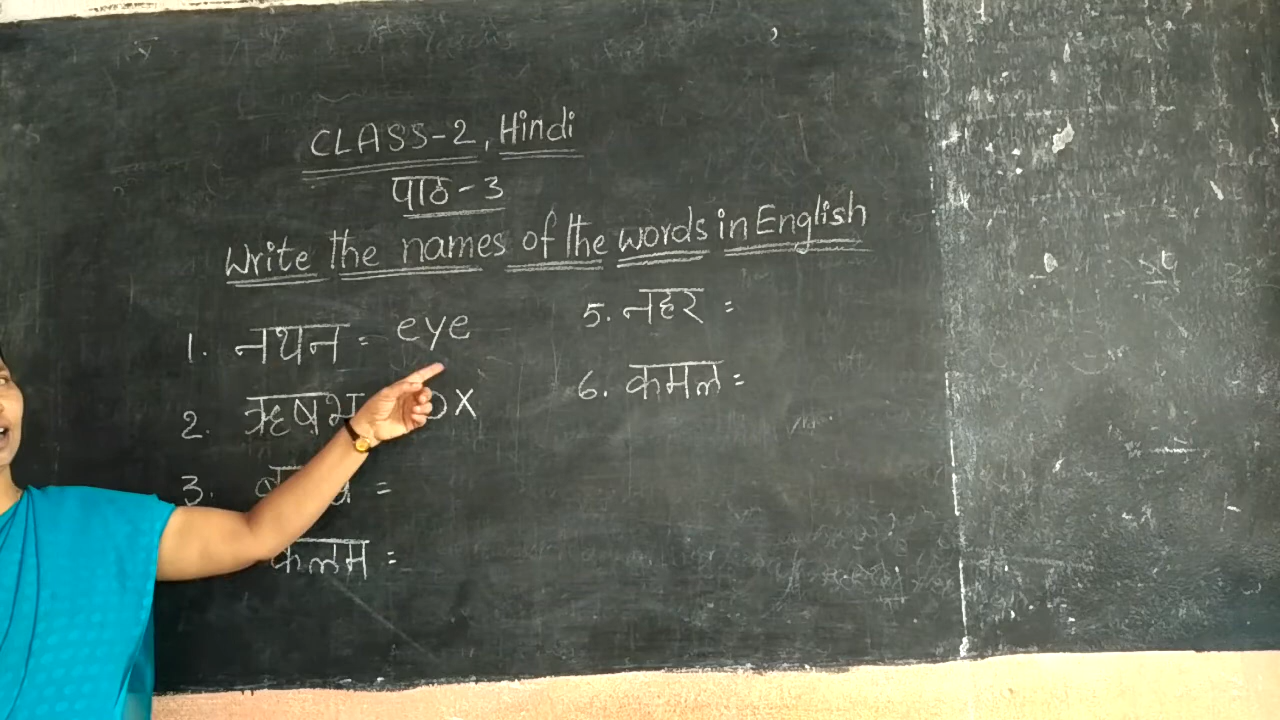 CLASS-2, Hindi
पाठ-3
Write the names of the words in English
1. नयन = eye
2. ऋषभ ox
3. =
कलम =
5. नहर =
6. कमल =